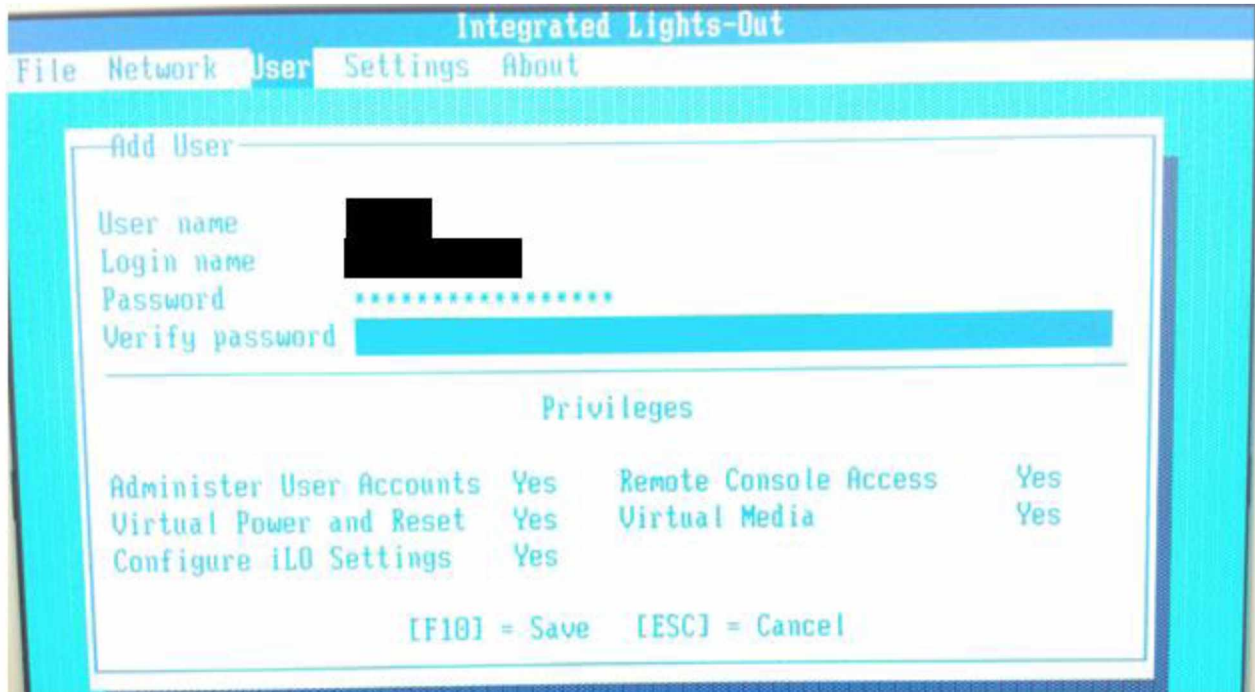 Integrated Lights-Out
File Network User Settings About
Add User
User name
Login name
Password *****************
Verify password
Privileges
Administer User Accounts Yes Remote Console Access Yes
Virtual Power and Reset Yes Virtual Media Yes
Configure iLO Settings Yes
[F10] = Save [ESC] = Cancel